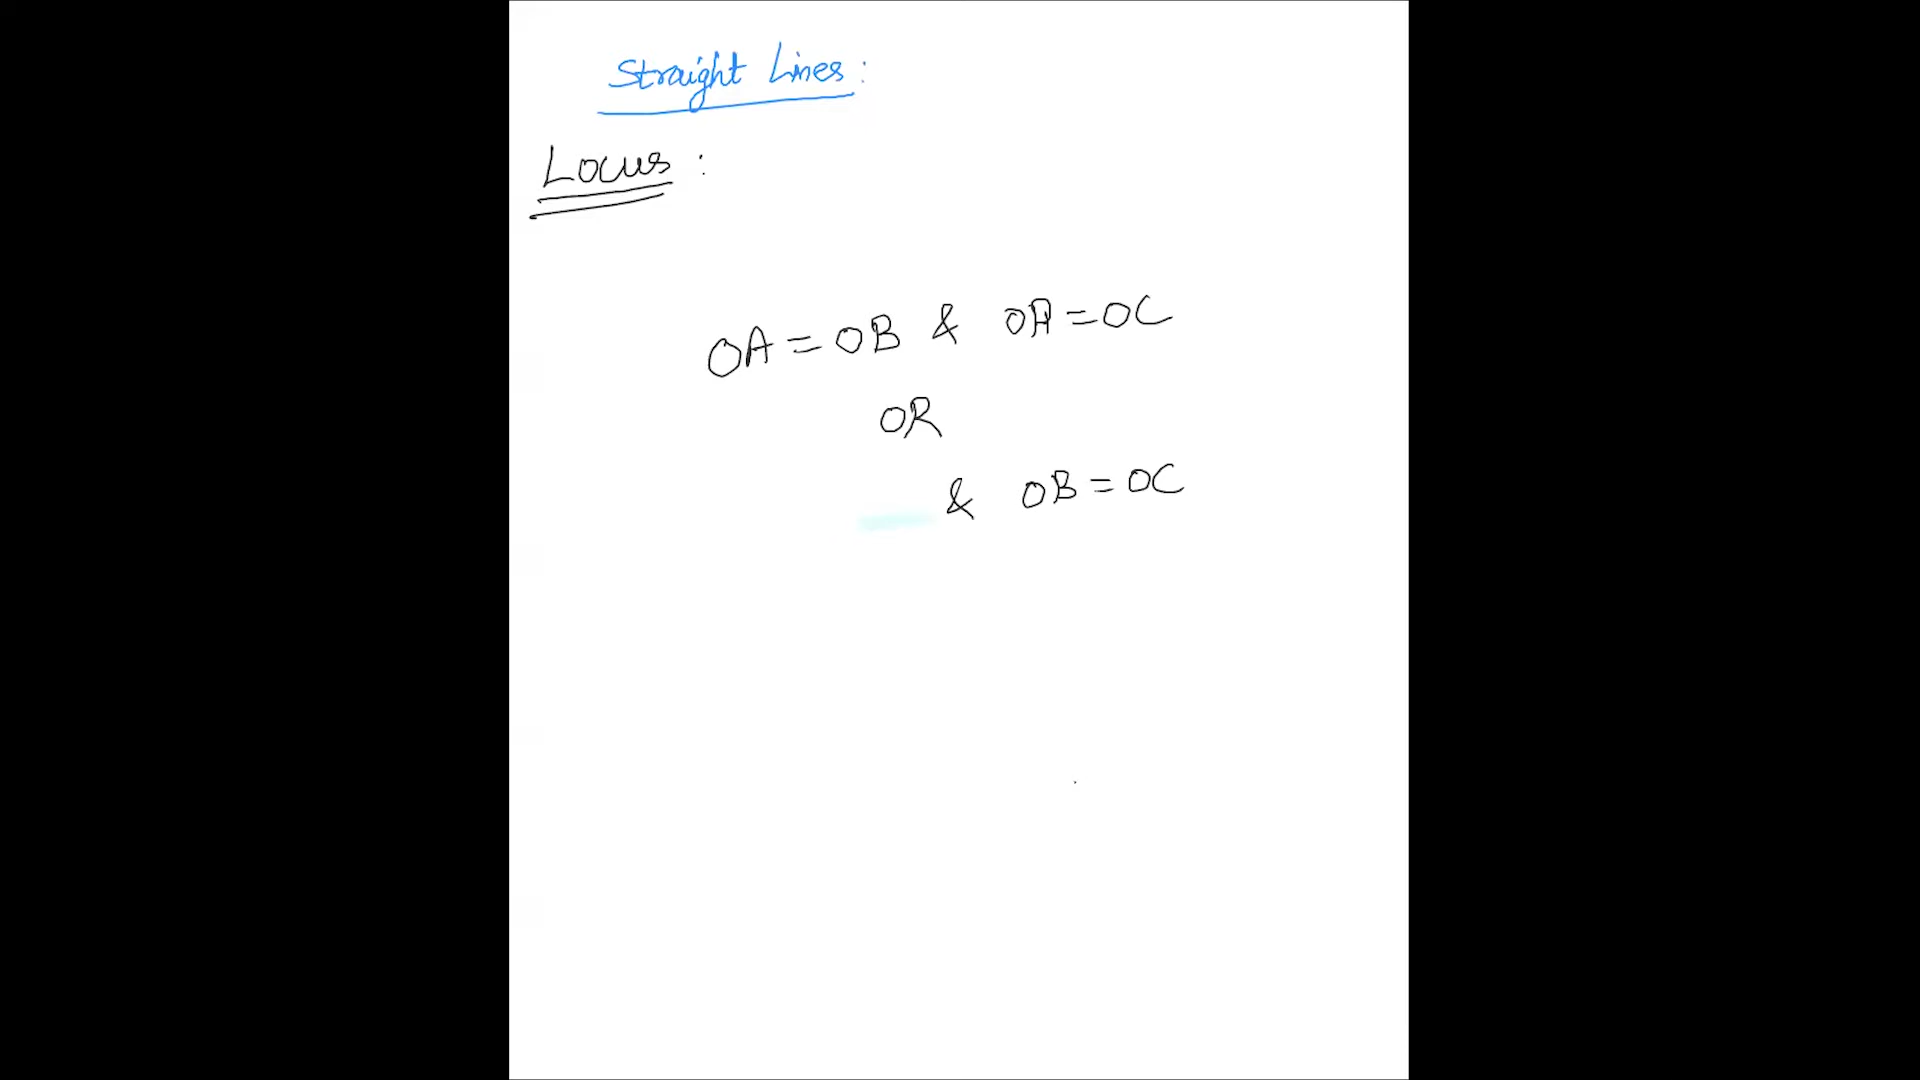 Straight Lines:
Locus :
OA = OB & OA = OC
OR
& OB = OC